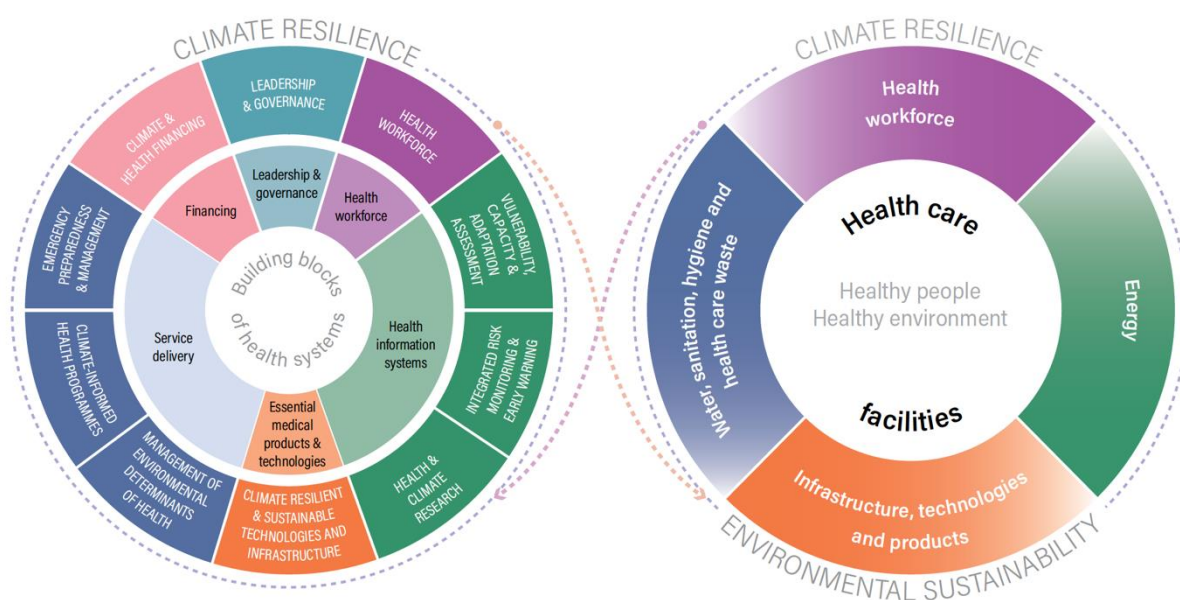 CLIMATE RESILIENCE
LEADERSHIP
& GOVERNANCE
HEALTH
WORKFORCE
VULNERABILITY,
CAPACITY &
ADAPTATION
ASSESSMENT
INTEGRATED RISK
MONITORING &
EARLY WARNING
HEALTH &
CLIMATE
RESEARCH
CLIMATE RESILIENT
& SUSTAINABLE
TECHNOLOGIES AND
INFRASTRUCTURE
MANAGEMENT OF
ENVIRONMENTAL
DETERMINANTS
OF HEALTH
CLIMATE-INFORMED
HEALTH PROGRAMMES
EMERGENCY
PREPAREDNESS
& MANAGEMENT
CLIMATE &
HEALTH FINANCING
Leadership &
governance
Health
workforce
Health
information
systems
Essential
medical
products &
technologies
Service
delivery
Financing
Building blocks
of health systems
CLIMATE RESILIENCE
Health
workforce
Energy
Infrastructure, technologies
and products
Water, sanitation, hygiene and
health care waste
Health care
Healthy people
Healthy environment
facilities
ENVIRONMENTAL SUSTAINABILITY